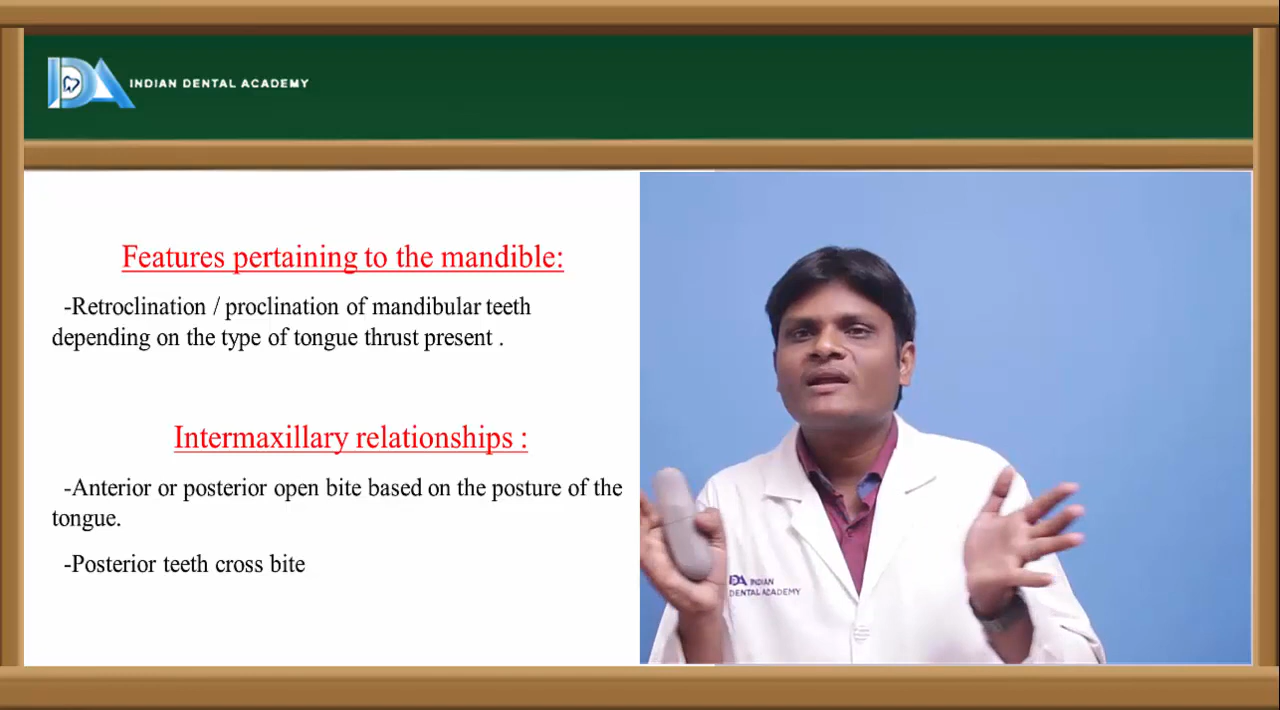 IDA INDIAN DENTAL ACADEMY
Features pertaining to the mandible:
-Retroclination / proclination of mandibular teeth
depending on the type of tongue thrust present .
Intermaxillary relationships :
-Anterior or posterior open bite based on the posture of the
tongue.
-Posterior teeth cross bite
IDA INDIAN
DENTAL ACADEMY